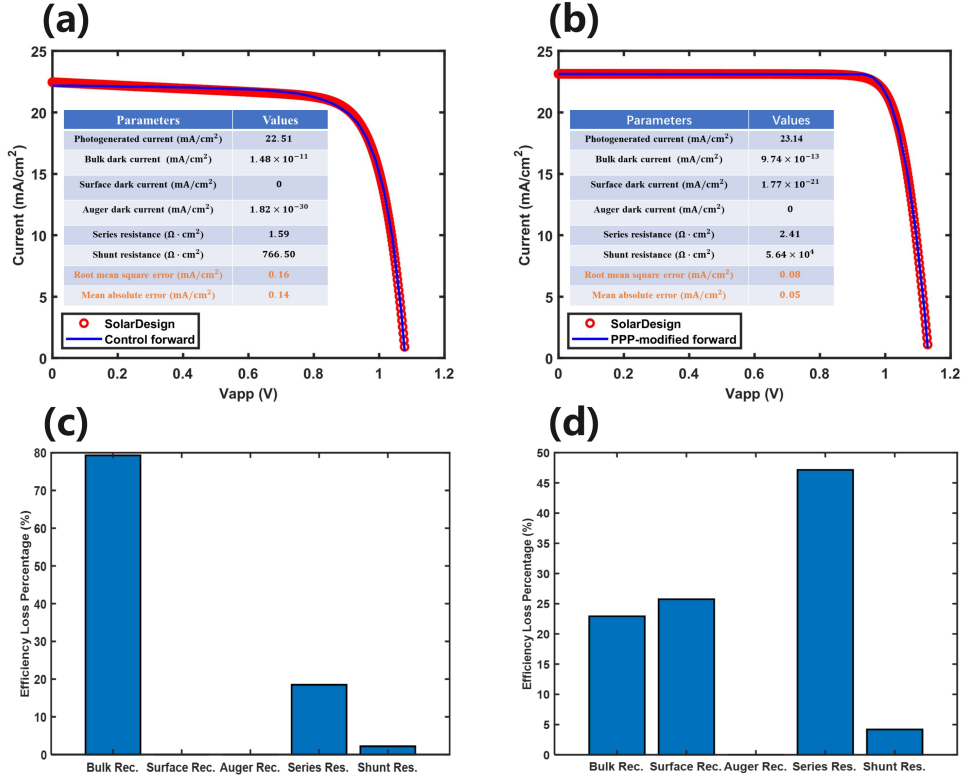 (a)
25
20
15
10
5
0
Current (mA/cm²)
Parameters Values
Photogenerated current (mA/cm²) 22.51
Bulk dark current (mA/cm²) 1.48 × 10⁻¹¹
Surface dark current (mA/cm²) 0
Auger dark current (mA/cm²) 1.82 × 10⁻³⁰
Series resistance (Ω · cm²) 1.59
Shunt resistance (Ω · cm²) 766.50
Root mean square error (mA/cm²) 0.16
Mean absolute error (mA/cm²) 0.14
SolarDesign
Control forward
0 0.2 0.4 0.6 0.8 1 1.2
Vapp (V)
(b)
25
20
15
10
5
0
Current (mA/cm²)
Parameters Values
Photogenerated current (mA/cm²) 23.14
Bulk dark current (mA/cm²) 9.74 × 10⁻¹³
Surface dark current (mA/cm²) 1.77 × 10⁻²¹
Auger dark current (mA/cm²) 0
Series resistance (Ω · cm²) 2.41
Shunt resistance (Ω · cm²) 5.64 × 10⁴
Root mean square error (mA/cm²) 0.08
Mean absolute error (mA/cm²) 0.05
SolarDesign
PPP-modified forward
0 0.2 0.4 0.6 0.8 1 1.2
Vapp (V)
(c)
80
70
60
50
40
30
20
10
0
Efficiency Loss Percentage (%)
Bulk Rec. Surface Rec. Auger Rec. Series Res. Shunt Res.
(d)
50
45
40
35
30
25
20
15
10
5
0
Efficiency Loss Percentage (%)
Bulk Rec. Surface Rec. Auger Rec. Series Res. Shunt Res.